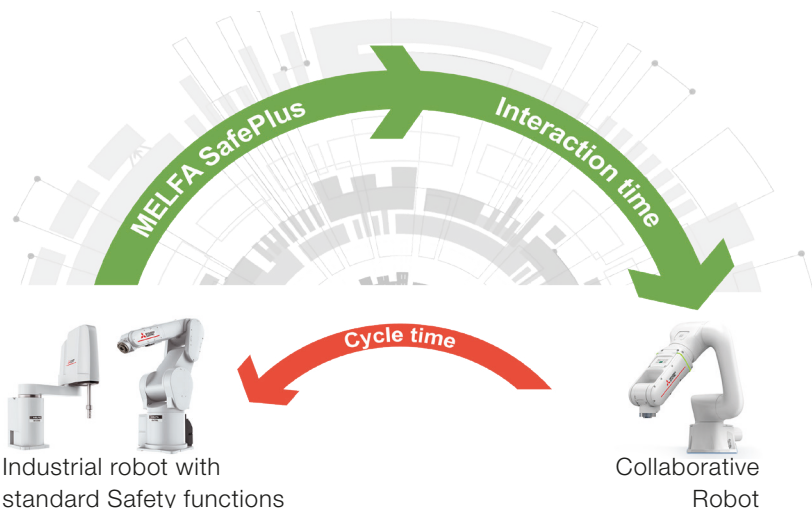 MELFA SafePlus
Interaction time
Cycle time
Industrial robot with
standard Safety functions
Collaborative
Robot